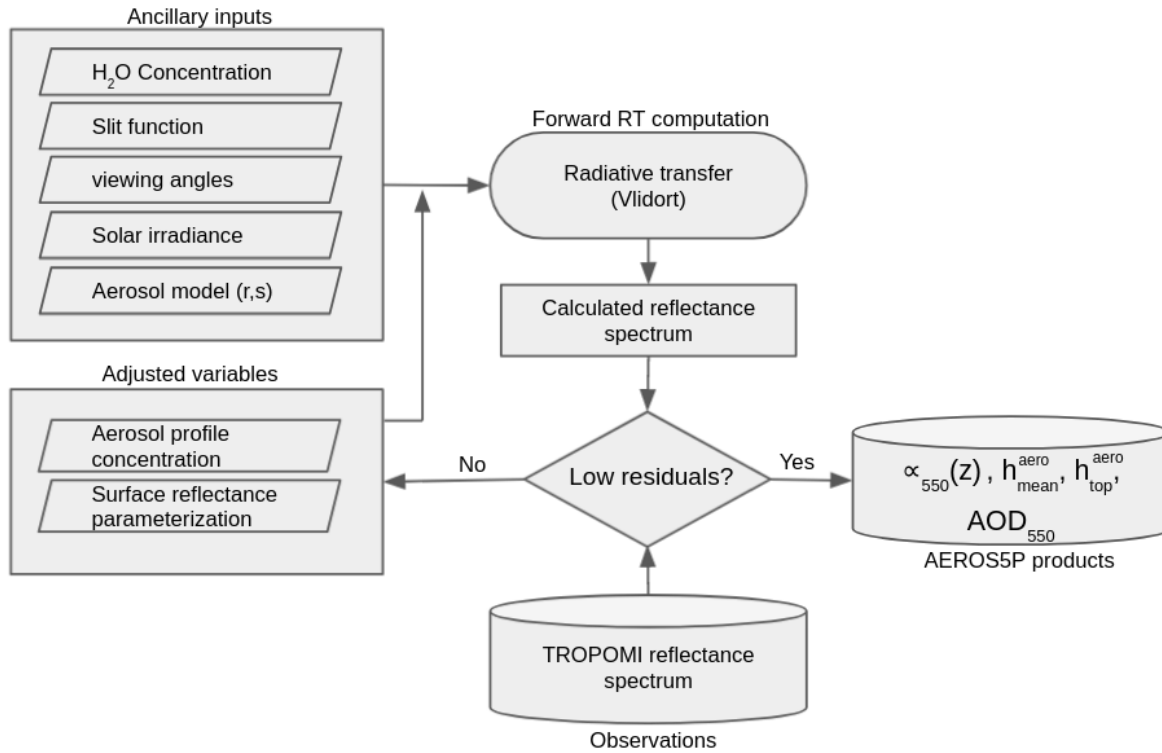 Ancillary inputs
H₂O Concentration
Slit function
viewing angles
Solar irradiance
Aerosol model (r,s)
Forward RT computation
Radiative transfer
(Vlidort)
Calculated reflectance
spectrum
Adjusted variables
Aerosol profile
concentration
Surface reflectance
parameterization
No
Low residuals?
Yes
∝₅₅₀(z) , h^aero_mean, h^aero_top,
AOD₅₅₀
AEROS5P products
TROPOMI reflectance
spectrum
Observations